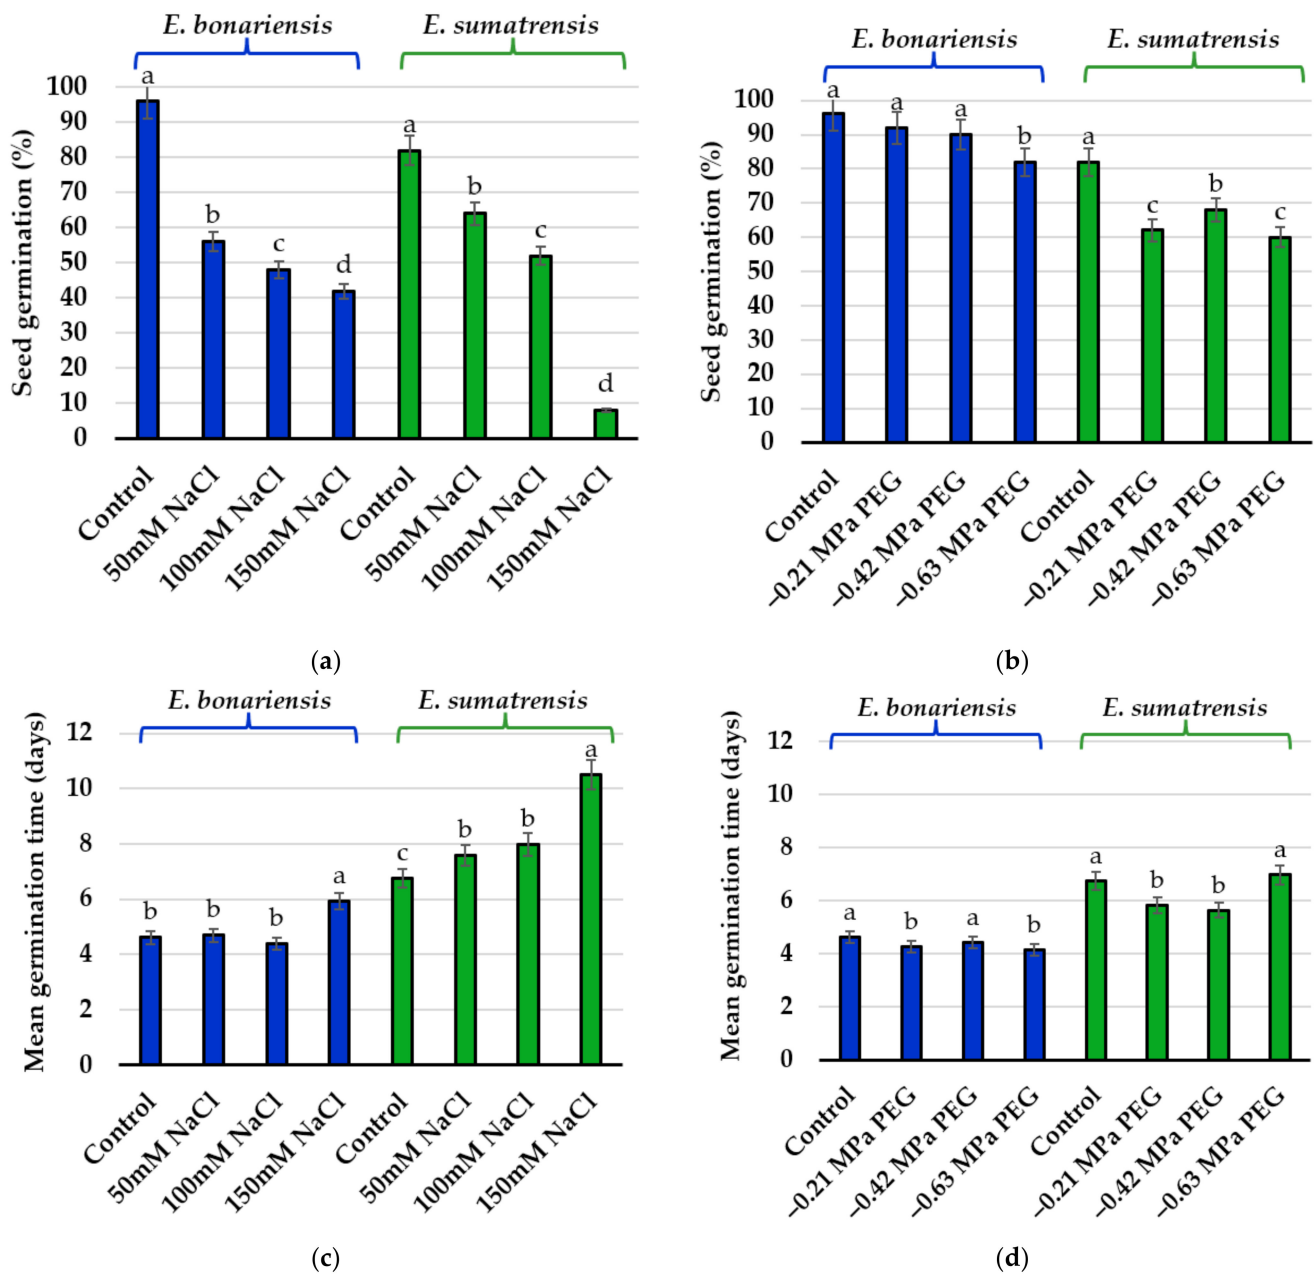 E. bonariensis
E. sumatrensis
Seed germination (%)
100
90
80
70
60
50
40
30
20
10
0
a
b
c
d
a
b
c
d
Control
50mM NaCl
100mM NaCl
150mM NaCl
Control
50mM NaCl
100mM NaCl
150mM NaCl
(a)
E. bonariensis
E. sumatrensis
Seed germination (%)
100
90
80
70
60
50
40
30
20
10
0
a
a
a
b
a
c
b
c
Control
–0.21 MPa PEG
–0.42 MPa PEG
–0.63 MPa PEG
Control
–0.21 MPa PEG
–0.42 MPa PEG
–0.63 MPa PEG
(b)
E. bonariensis
E. sumatrensis
Mean germination time (days)
12
10
8
6
4
2
0
b
b
b
a
c
b
b
a
Control
50mM NaCl
100mM NaCl
150mM NaCl
Control
50mM NaCl
100mM NaCl
150mM NaCl
(c)
E. bonariensis
E. sumatrensis
Mean germination time (days)
12
10
8
6
4
2
0
a
b
a
b
a
b
b
a
Control
–0.21 MPa PEG
–0.42 MPa PEG
–0.63 MPa PEG
Control
–0.21 MPa PEG
–0.42 MPa PEG
–0.63 MPa PEG
(d)